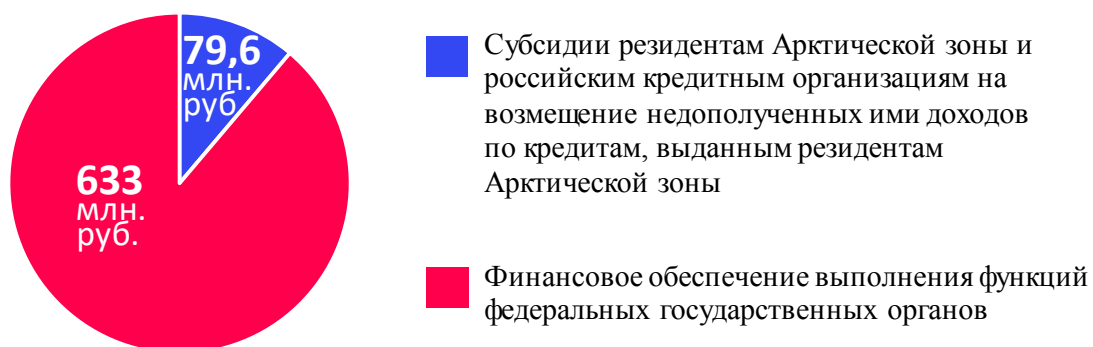 79,6
млн.
руб.
633
млн.
руб.
Субсидии резидентам Арктической зоны и
российским кредитным организациям на
возмещение недополученных ими доходов
по кредитам, выданным резидентам
Арктической зоны
Финансовое обеспечение выполнения функций
федеральных государственных органов